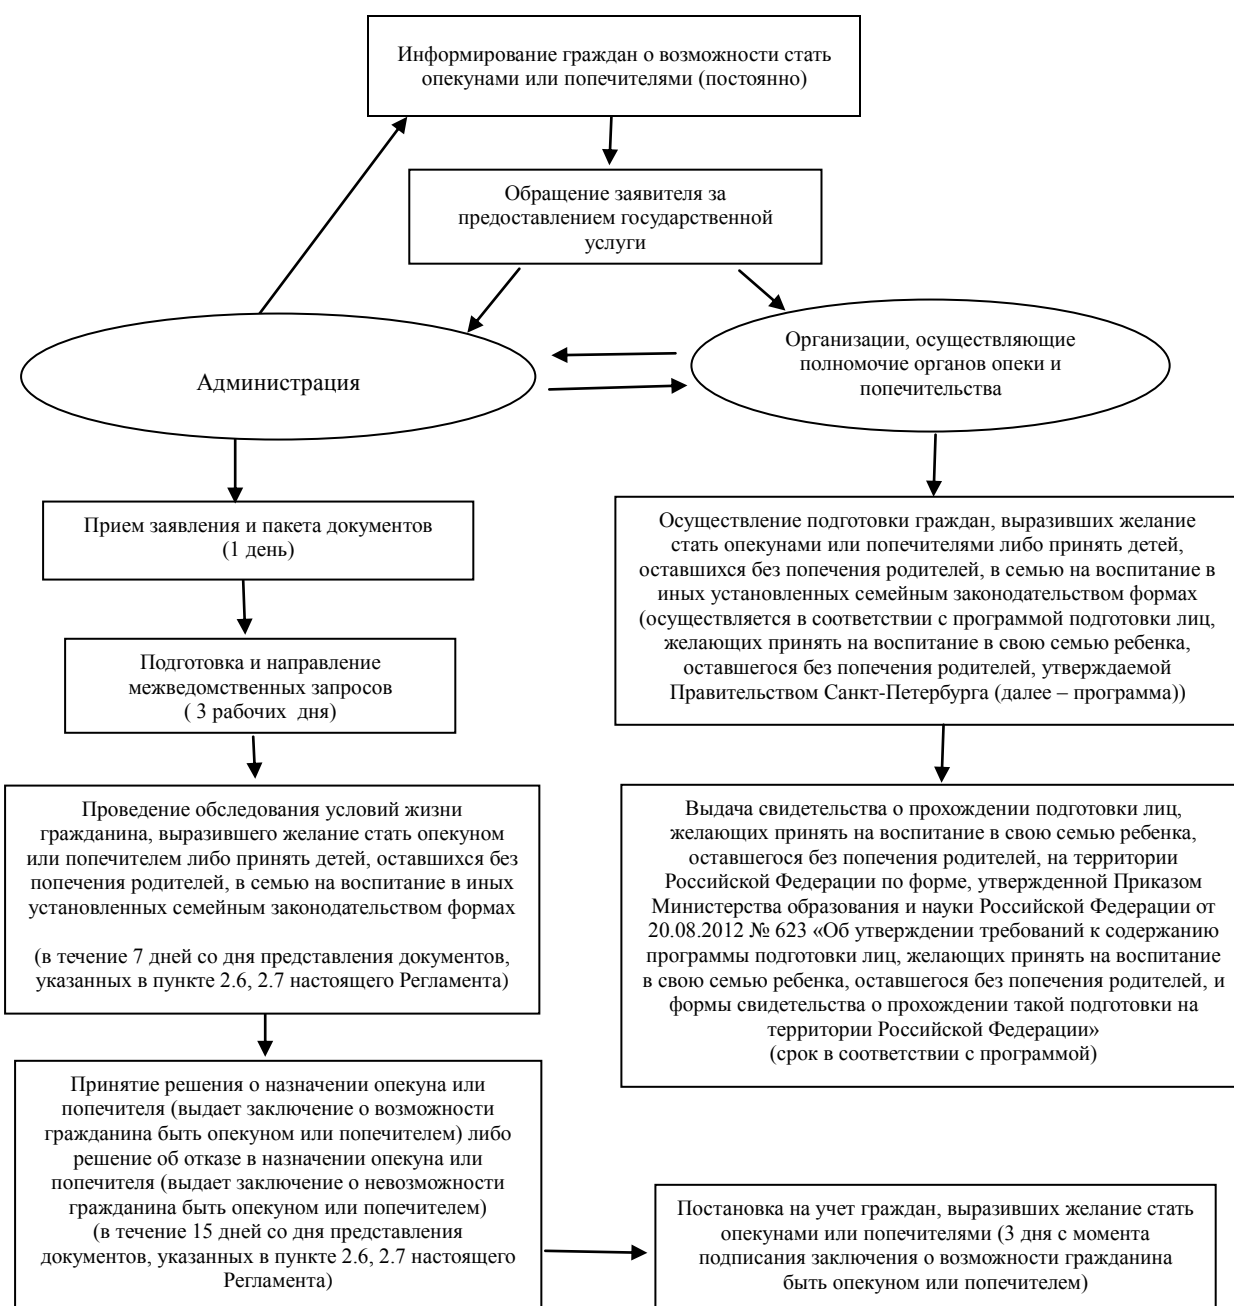 Информирование граждан о возможности стать
опекунами или попечителями (постоянно)
Обращение заявителя за
предоставлением государственной
услуги
Администрация
Организации, осуществляющие
полномочие органов опеки и
попечительства
Прием заявления и пакета документов
(1 день)
Подготовка и направление
межведомственных запросов
( 3 рабочих  дня)
Проведение обследования условий жизни
гражданина, выразившего желание стать опекуном
или попечителем либо принять детей, оставшихся без
попечения родителей, в семью на воспитание в иных
установленных семейным законодательством формах
(в течение 7 дней со дня представления документов,
указанных в пункте 2.6, 2.7 настоящего Регламента)
Принятие решения о назначении опекуна или
попечителя (выдает заключение о возможности
гражданина быть опекуном или попечителем) либо
решение об отказе в назначении опекуна или
попечителя (выдает заключение о невозможности
гражданина быть опекуном или попечителем)
(в течение 15 дней со дня представления
документов, указанных в пункте 2.6, 2.7 настоящего
Регламента)
Осуществление подготовки граждан, выразивших желание
стать опекунами или попечителями либо принять детей,
оставшихся без попечения родителей, в семью на воспитание в
иных установленных семейным законодательством формах
(осуществляется в соответствии с программой подготовки лиц,
желающих принять на воспитание в свою семью ребенка,
оставшегося без попечения родителей, утверждаемой
Правительством Санкт-Петербурга (далее – программа))
Выдача свидетельства о прохождении подготовки лиц,
желающих принять на воспитание в свою семью ребенка,
оставшегося без попечения родителей, на территории
Российской Федерации по форме, утвержденной Приказом
Министерства образования и науки Российской Федерации от
20.08.2012 № 623 «Об утверждении требований к содержанию
программы подготовки лиц, желающих принять на воспитание
в свою семью ребенка, оставшегося без попечения родителей, и
формы свидетельства о прохождении такой подготовки на
территории Российской Федерации»
(срок в соответствии с программой)
Постановка на учет граждан, выразивших желание стать
опекунами или попечителями (3 дня с момента
подписания заключения о возможности гражданина
быть опекуном или попечителем)